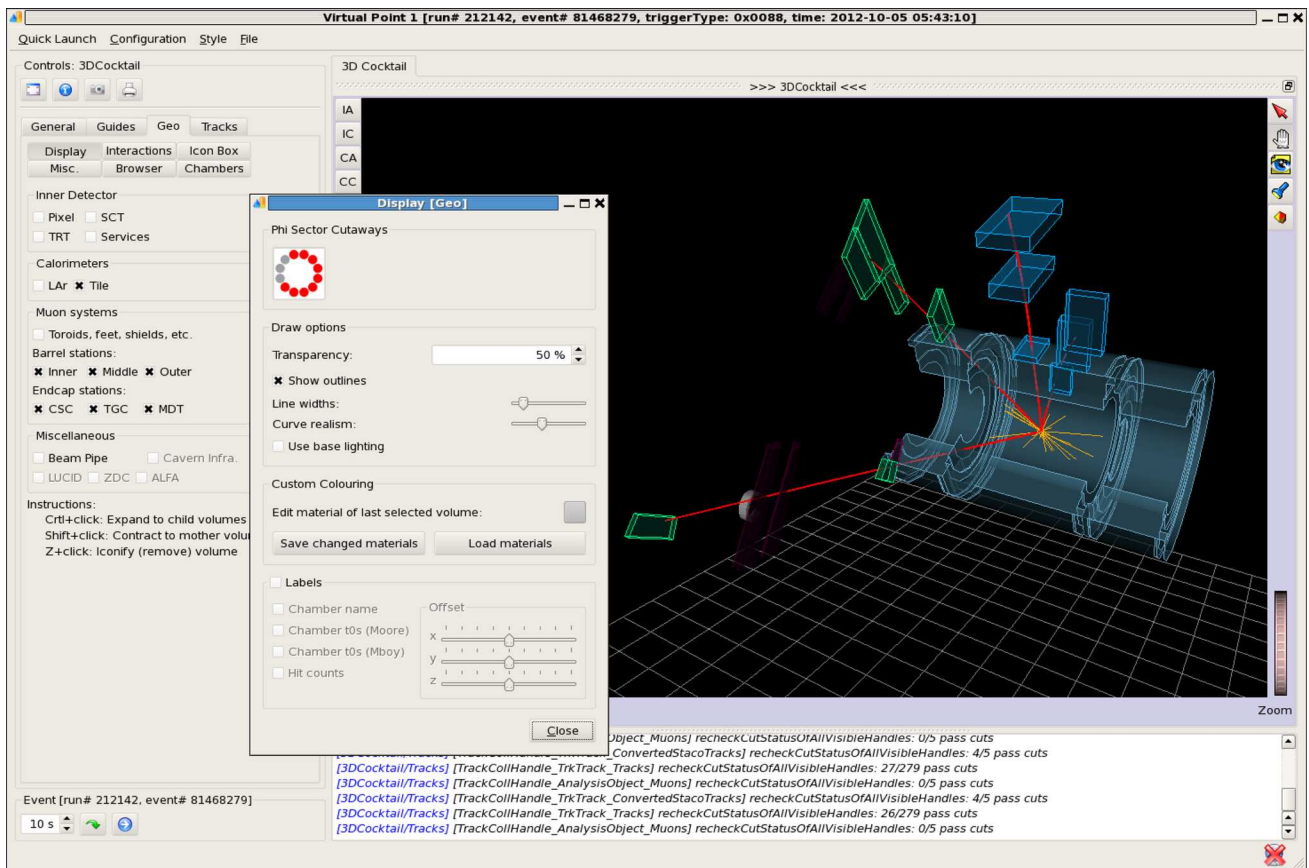 Virtual Point 1 [run# 212142, event# 81468279, triggerType: 0x0088, time: 2012-10-05 05:43:10]
Quick Launch Configuration Style File
Controls: 3DCocktail
3D Cocktail
>>> 3DCocktail <<<
IA
IC
CA
CC
General Guides Geo Tracks
Display Interactions Icon Box
Misc. Browser Chambers
Inner Detector
Pixel SCT
TRT Services
Calorimeters
LAr Tile
Muon systems
Toroids, feet, shields, etc.
Barrel stations:
Inner Middle Outer
Endcap stations:
CSC TGC MDT
Miscellaneous
Beam Pipe Cavern Infra.
LUCID ZDC ALFA
Instructions:
Crtl+click: Expand to child volumes
Shift+click: Contract to mother volu
Z+click: Iconify (remove) volume
Display [Geo]
Phi Sector Cutaways
Draw options
Transparency: 50 %
Show outlines
Line widths:
Curve realism:
Use base lighting
Custom Colouring
Edit material of last selected volume:
Save changed materials Load materials
Labels
Chamber name
Chamber t0s (Moore)
Chamber t0s (Mboy)
Hit counts
Offset
x
y
z
Close
Zoom
Object_Muons] recheckCutStatusOfAllVisibleHandles: 0/5 pass cuts
[3DCocktail/Tracks] [TrackCollHandle_TrkTrack_ConvertedStacoTracks] recheckCutStatusOfAllVisibleHandles: 4/5 pass cuts
[3DCocktail/Tracks] [TrackCollHandle_TrkTrack_Tracks] recheckCutStatusOfAllVisibleHandles: 27/279 pass cuts
[3DCocktail/Tracks] [TrackCollHandle_AnalysisObject_Muons] recheckCutStatusOfAllVisibleHandles: 0/5 pass cuts
[3DCocktail/Tracks] [TrackCollHandle_TrkTrack_ConvertedStacoTracks] recheckCutStatusOfAllVisibleHandles: 4/5 pass cuts
[3DCocktail/Tracks] [TrackCollHandle_TrkTrack_Tracks] recheckCutStatusOfAllVisibleHandles: 26/279 pass cuts
[3DCocktail/Tracks] [TrackCollHandle_AnalysisObject_Muons] recheckCutStatusOfAllVisibleHandles: 0/5 pass cuts
Event [run# 212142, event# 81468279]
10 s